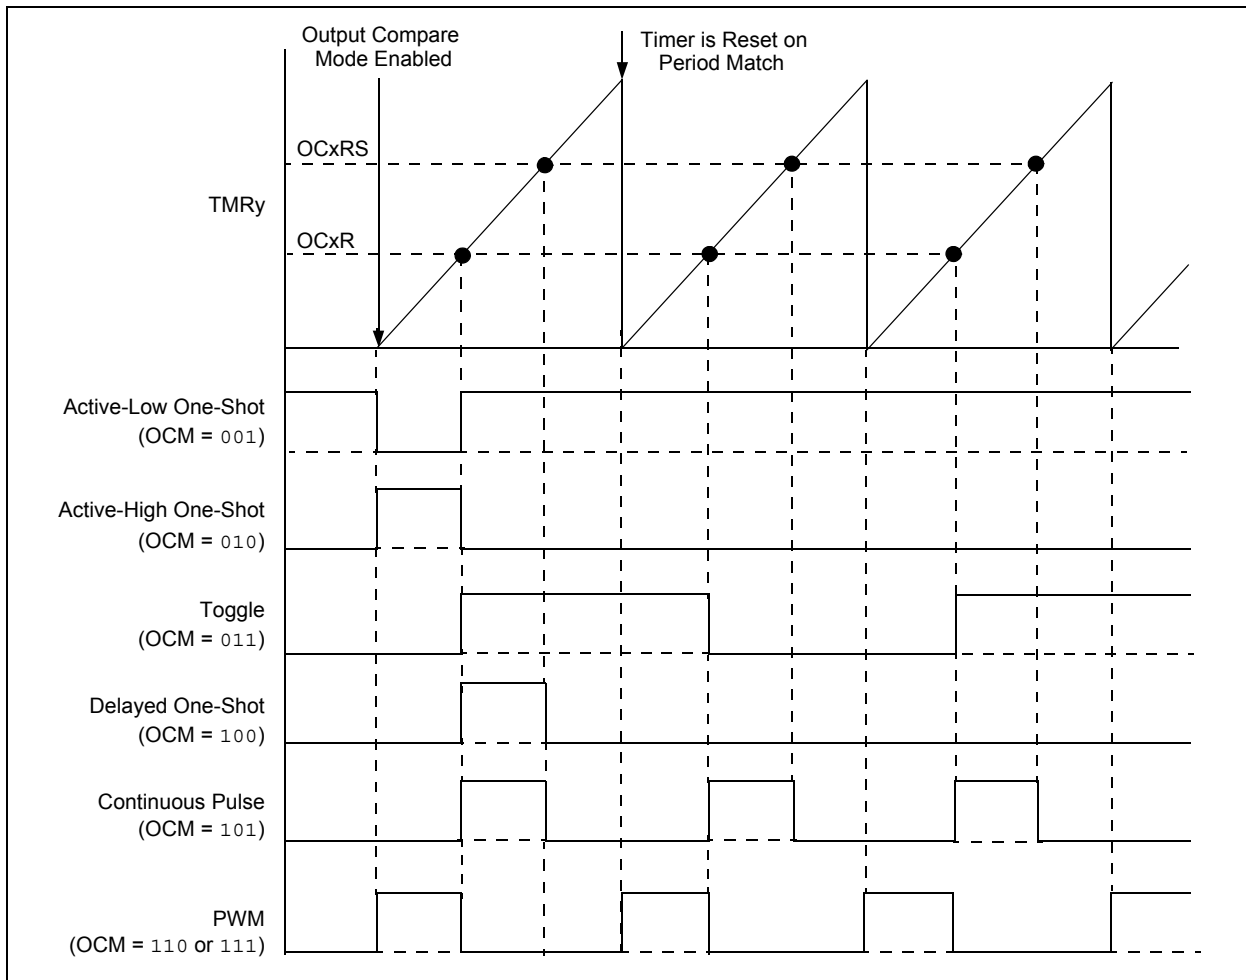 Output Compare
Mode Enabled
Timer is Reset on
Period Match
OCxRS
TMRy
OCxR
Active-Low One-Shot
(OCM = 001)
Active-High One-Shot
(OCM = 010)
Toggle
(OCM = 011)
Delayed One-Shot
(OCM = 100)
Continuous Pulse
(OCM = 101)
PWM
(OCM = 110 or 111)